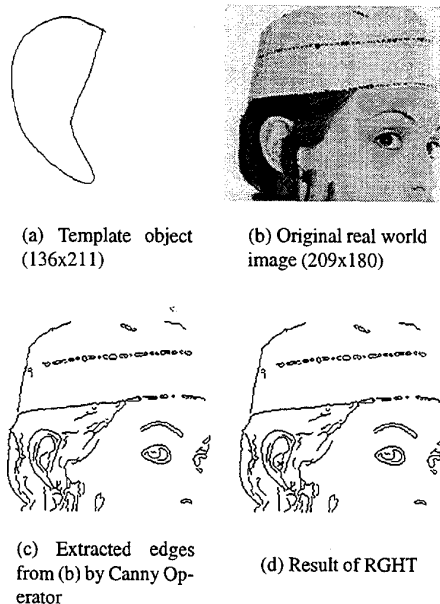 (a) Template object
(136x211)
(b) Original real world
image (209x180)
(c) Extracted edges
from (b) by Canny Op-
erator
(d) Result of RGHT